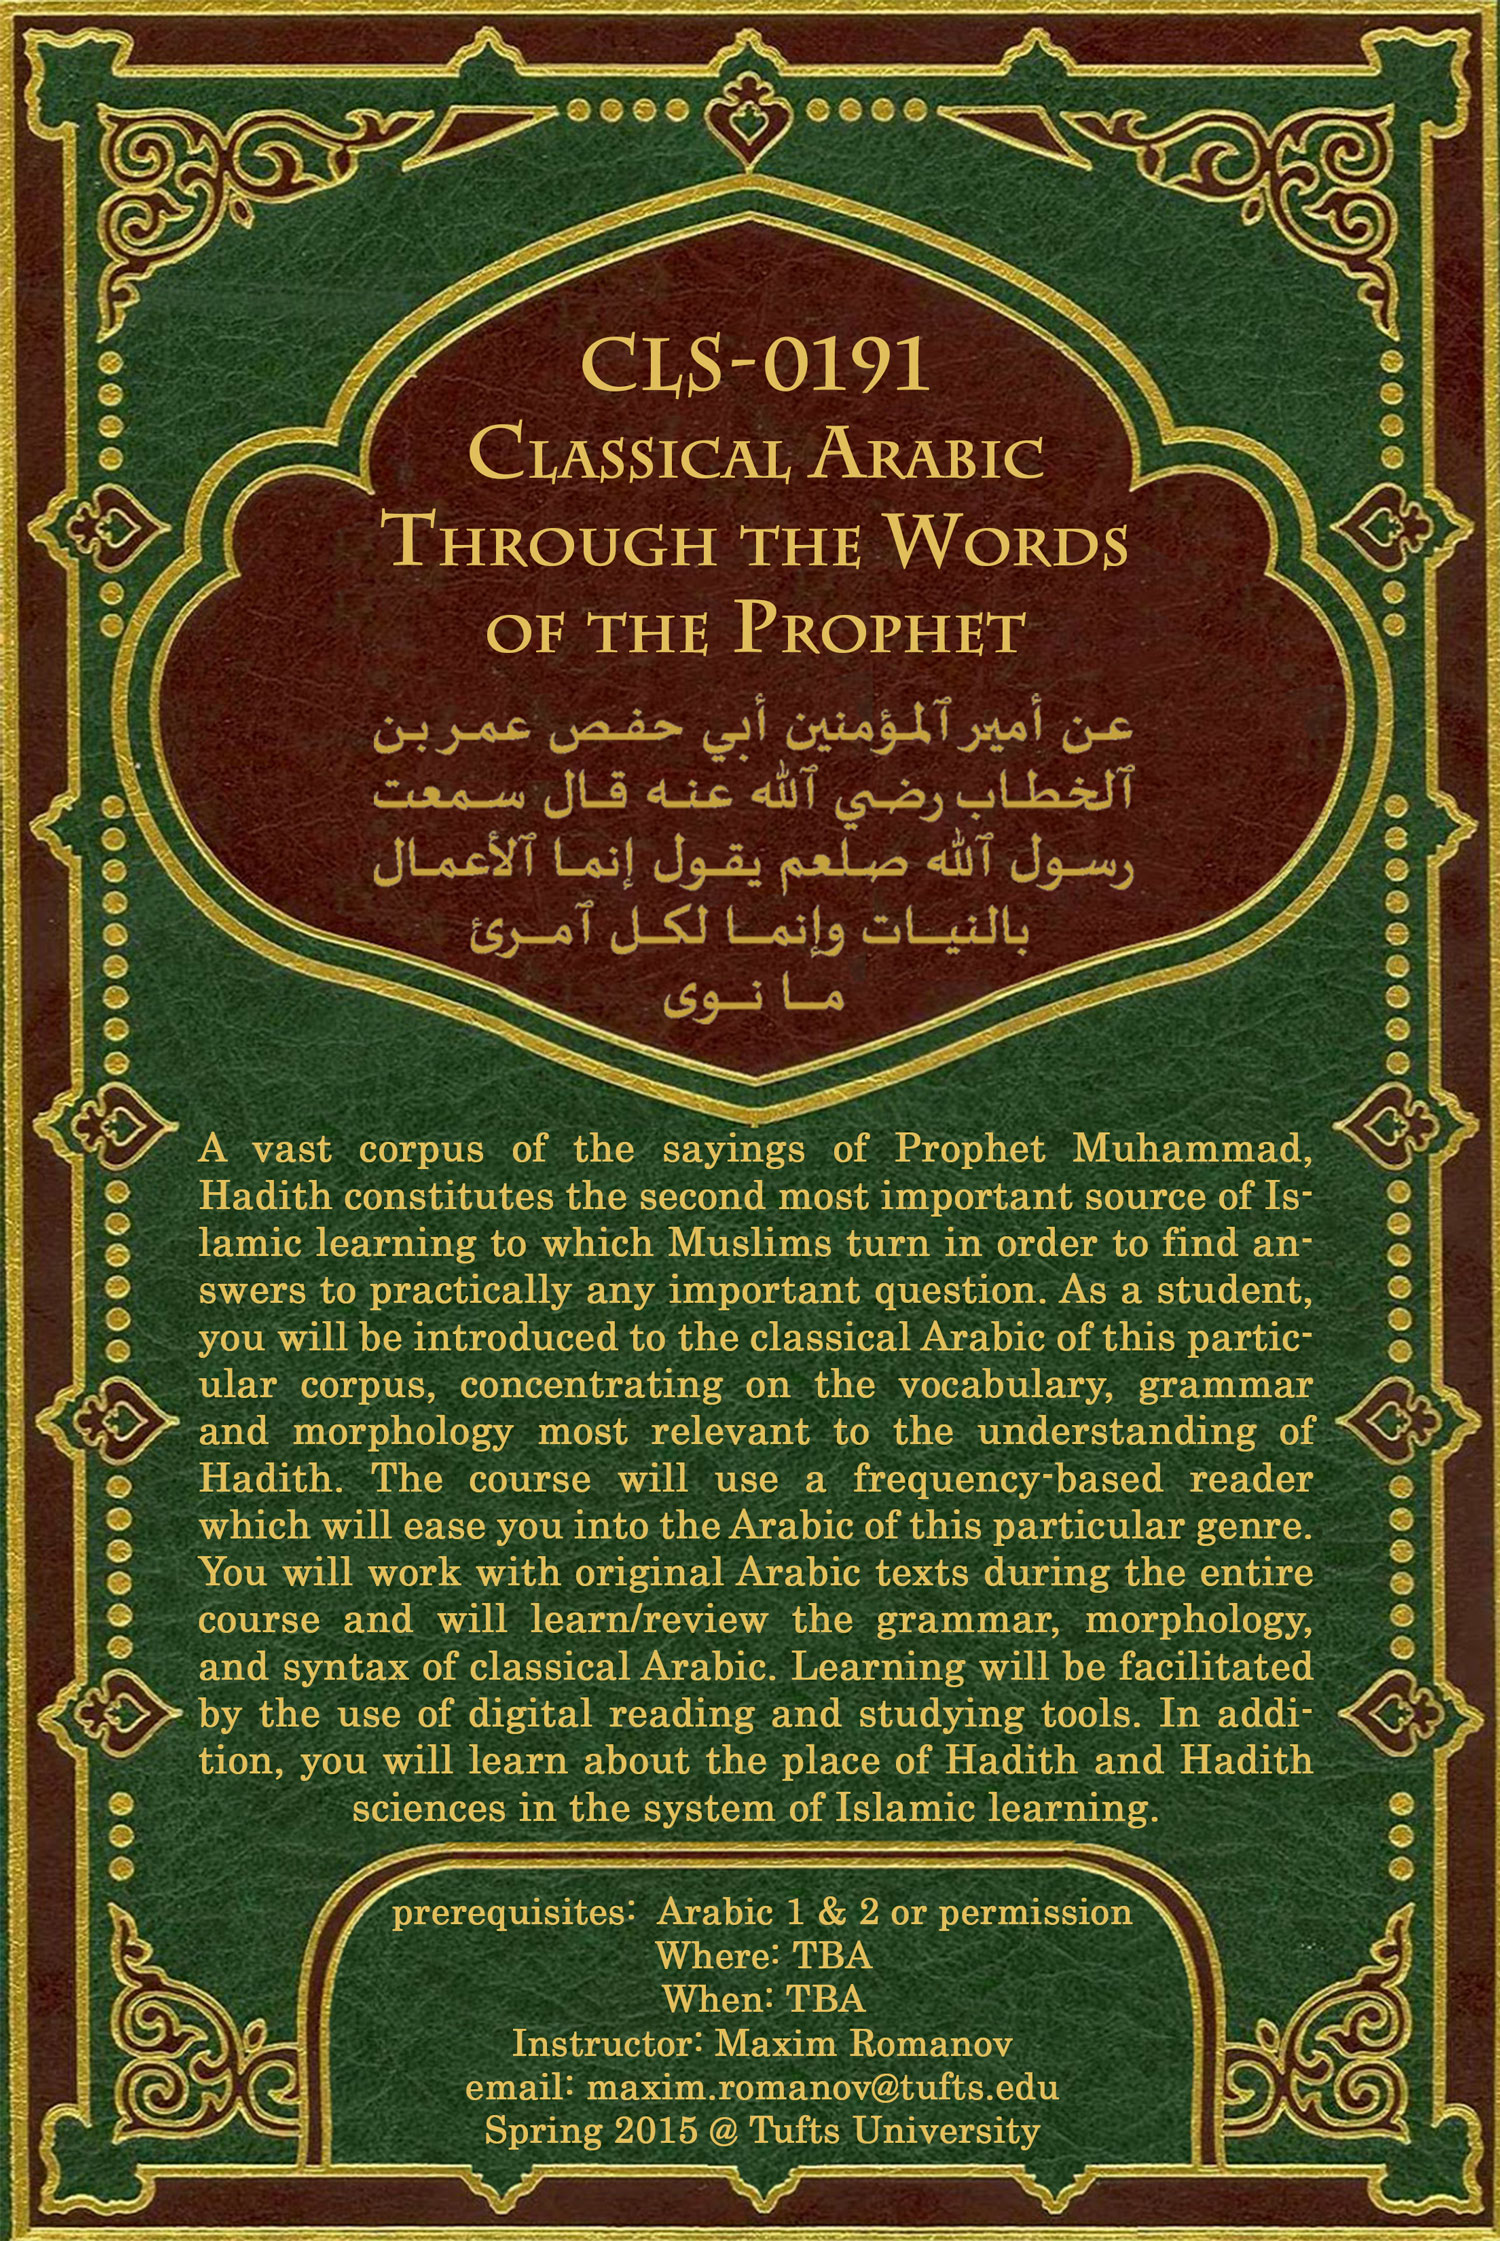 CLS-0191
Classical Arabic
Through the Words
of the Prophet
عن أمير ٱلمؤمنين أبي حفص عمر بن
ٱلخطاب رضي ٱلله عنه قال سمعت
رسول ٱلله صلعم يقول إنما ٱلأعمال
بالنيات وإنما لكل ٱمرئ
ما نوى
A vast corpus of the sayings of Prophet Muhammad,
Hadith constitutes the second most important source of Is-
lamic learning to which Muslims turn in order to find an-
swers to practically any important question. As a student,
you will be introduced to the classical Arabic of this partic-
ular corpus, concentrating on the vocabulary, grammar
and morphology most relevant to the understanding of
Hadith. The course will use a frequency-based reader
which will ease you into the Arabic of this particular genre.
You will work with original Arabic texts during the entire
course and will learn/review the grammar, morphology,
and syntax of classical Arabic. Learning will be facilitated
by the use of digital reading and studying tools. In addi-
tion, you will learn about the place of Hadith and Hadith
sciences in the system of Islamic learning.
prerequisites: Arabic 1 & 2 or permission
Where: TBA
When: TBA
Instructor: Maxim Romanov
email: maxim.romanov@tufts.edu
Spring 2015 @ Tufts University